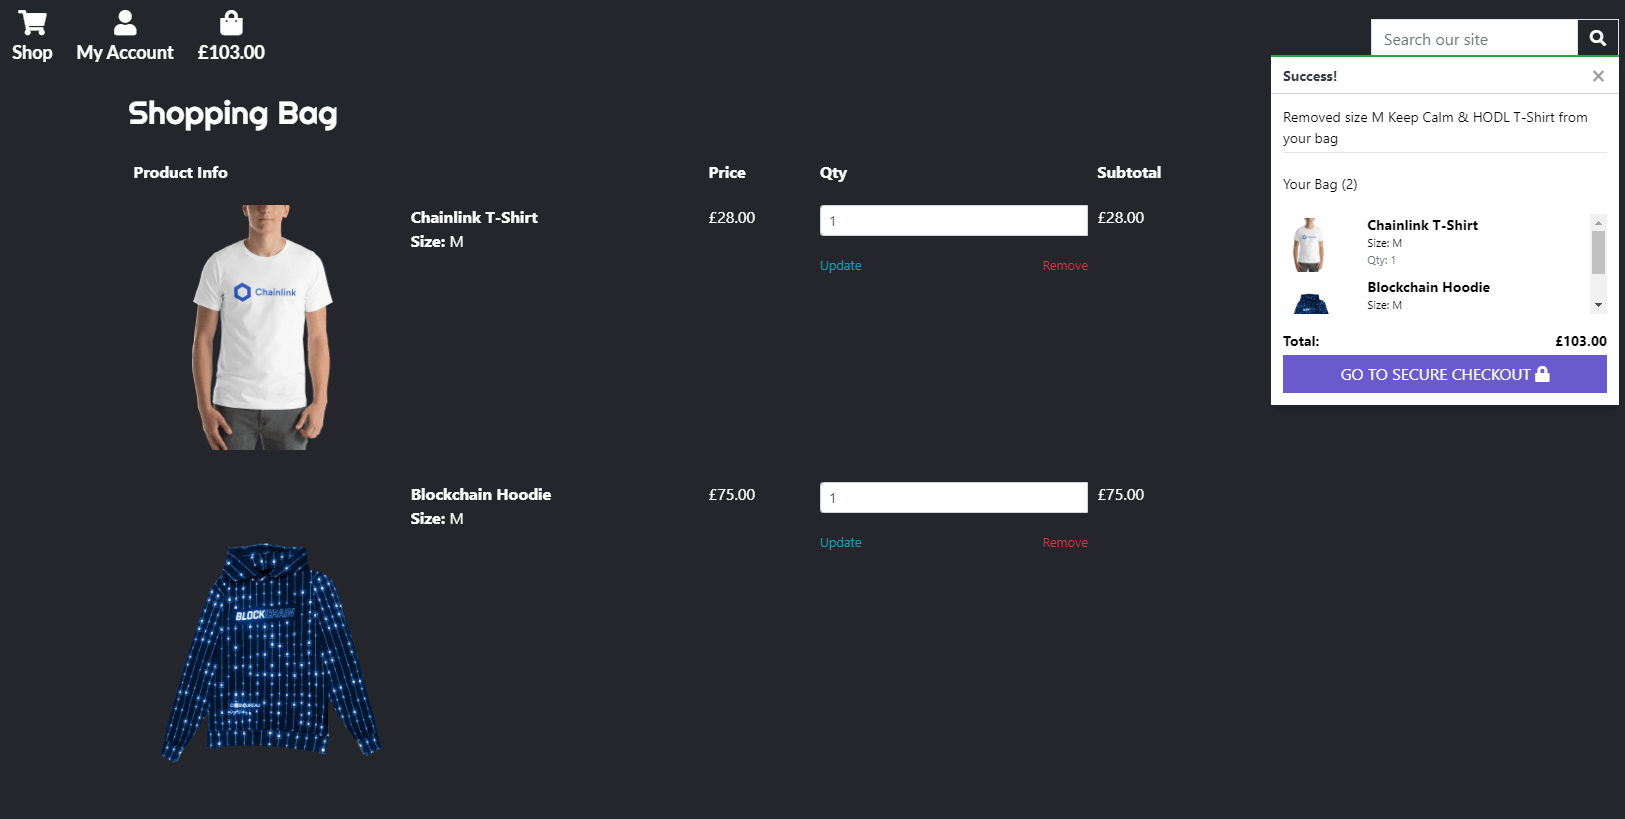 Shop My Account £103.00
Search our site
Success! ×
Removed size M Keep Calm & HODL T-Shirt from
your bag
Your Bag (2)
Chainlink T-Shirt
Size: M
Qty: 1
Blockchain Hoodie
Size: M
Total: £103.00
GO TO SECURE CHECKOUT
Shopping Bag
Product Info Price Qty Subtotal
Chainlink T-Shirt £28.00 1 £28.00
Size: M
Update Remove
Chainlink
Blockchain Hoodie £75.00 1 £75.00
Size: M
Update Remove
BLOCKCHAIN